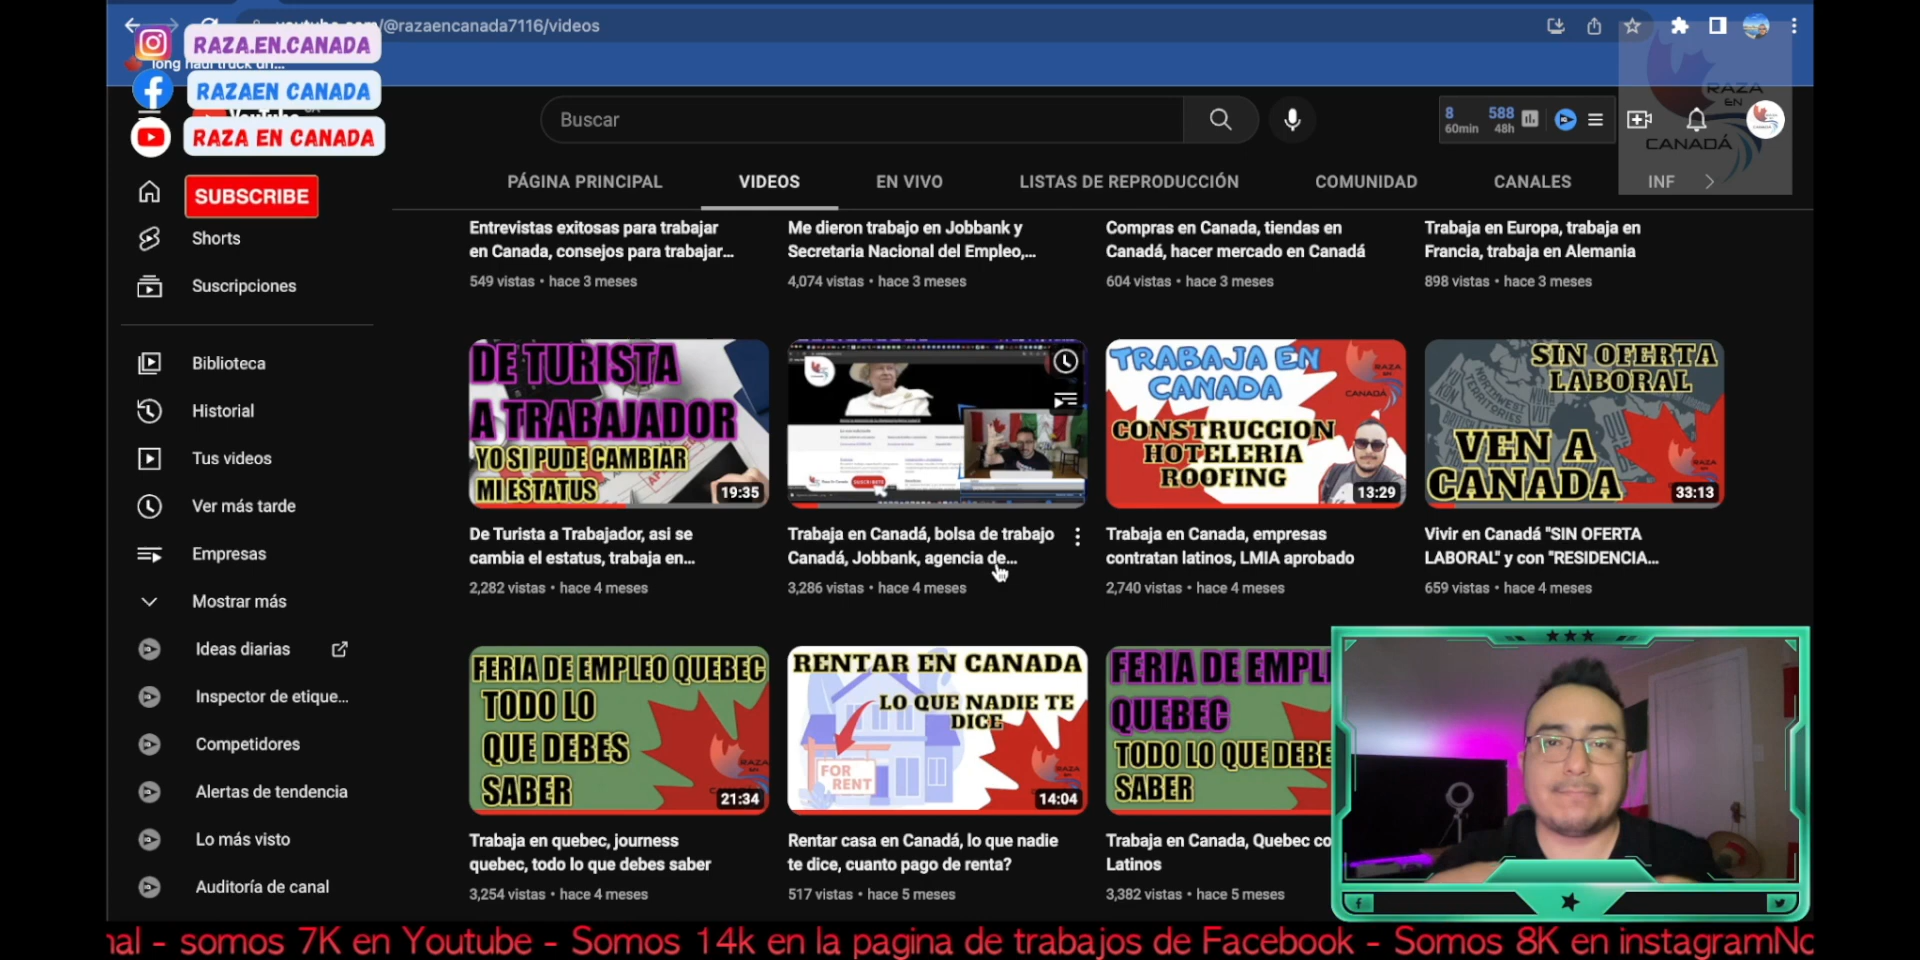 youtube.com/@razaencanada7116/videos
RAZA.EN.CANADA
long haul truck dri...
RAZAEN CANADA
RAZA EN CANADA
SUBSCRIBE
Buscar
8
60min
588
48h
RAZA
EN
CANADÁ
PÁGINA PRINCIPAL
VIDEOS
EN VIVO
LISTAS DE REPRODUCCIÓN
COMUNIDAD
CANALES
INF
Shorts
Suscripciones
Biblioteca
Historial
Tus videos
Ver más tarde
Empresas
Mostrar más
Ideas diarias
Inspector de etique...
Competidores
Alertas de tendencia
Lo más visto
Auditoría de canal
Entrevistas exitosas para trabajar
en Canada, consejos para trabajar...
549 vistas • hace 3 meses
Me dieron trabajo en Jobbank y
Secretaria Nacional del Empleo,...
4,074 vistas • hace 3 meses
Compras en Canada, tiendas en
Canadá, hacer mercado en Canadá
604 vistas • hace 3 meses
Trabaja en Europa, trabaja en
Francia, trabaja en Alemania
898 vistas • hace 3 meses
DE TURISTA
A TRABAJADOR
YO SI PUDE CAMBIAR
MI ESTATUS
19:35
De Turista a Trabajador, asi se
cambia el estatus, trabaja en...
2,282 vistas • hace 4 meses
Trabaja en Canadá, bolsa de trabajo
Canadá, Jobbank, agencia de...
3,286 vistas • hace 4 meses
TRABAJA EN
CANADA
RAZA
EN
CANADÁ
CONSTRUCCION
HOTELERIA
ROOFING
13:29
Trabaja en Canada, empresas
contratan latinos, LMIA aprobado
2,740 vistas • hace 4 meses
SIN OFERTA
LABORAL
VEN A
CANADA
33:13
Vivir en Canadá "SIN OFERTA
LABORAL" y con "RESIDENCIA...
659 vistas • hace 4 meses
FERIA DE EMPLEO QUEBEC
TODO LO
QUE DEBES
SABER
21:34
Trabaja en quebec, journess
quebec, todo lo que debes saber
3,254 vistas • hace 4 meses
RENTAR EN CANADA
LO QUE NADIE TE
DICE
FOR
RENT
14:04
Rentar casa en Canadá, lo que nadie
te dice, cuanto pago de renta?
517 vistas • hace 5 meses
FERIA DE EMPL
QUEBEC
TODO LO QUE DEBE
SABER
Trabaja en Canada, Quebec co
Latinos
3,382 vistas • hace 5 meses
nal - somos 7K en Youtube - Somos 14k en la pagina de trabajos de Facebook - Somos 8K en instagramNo